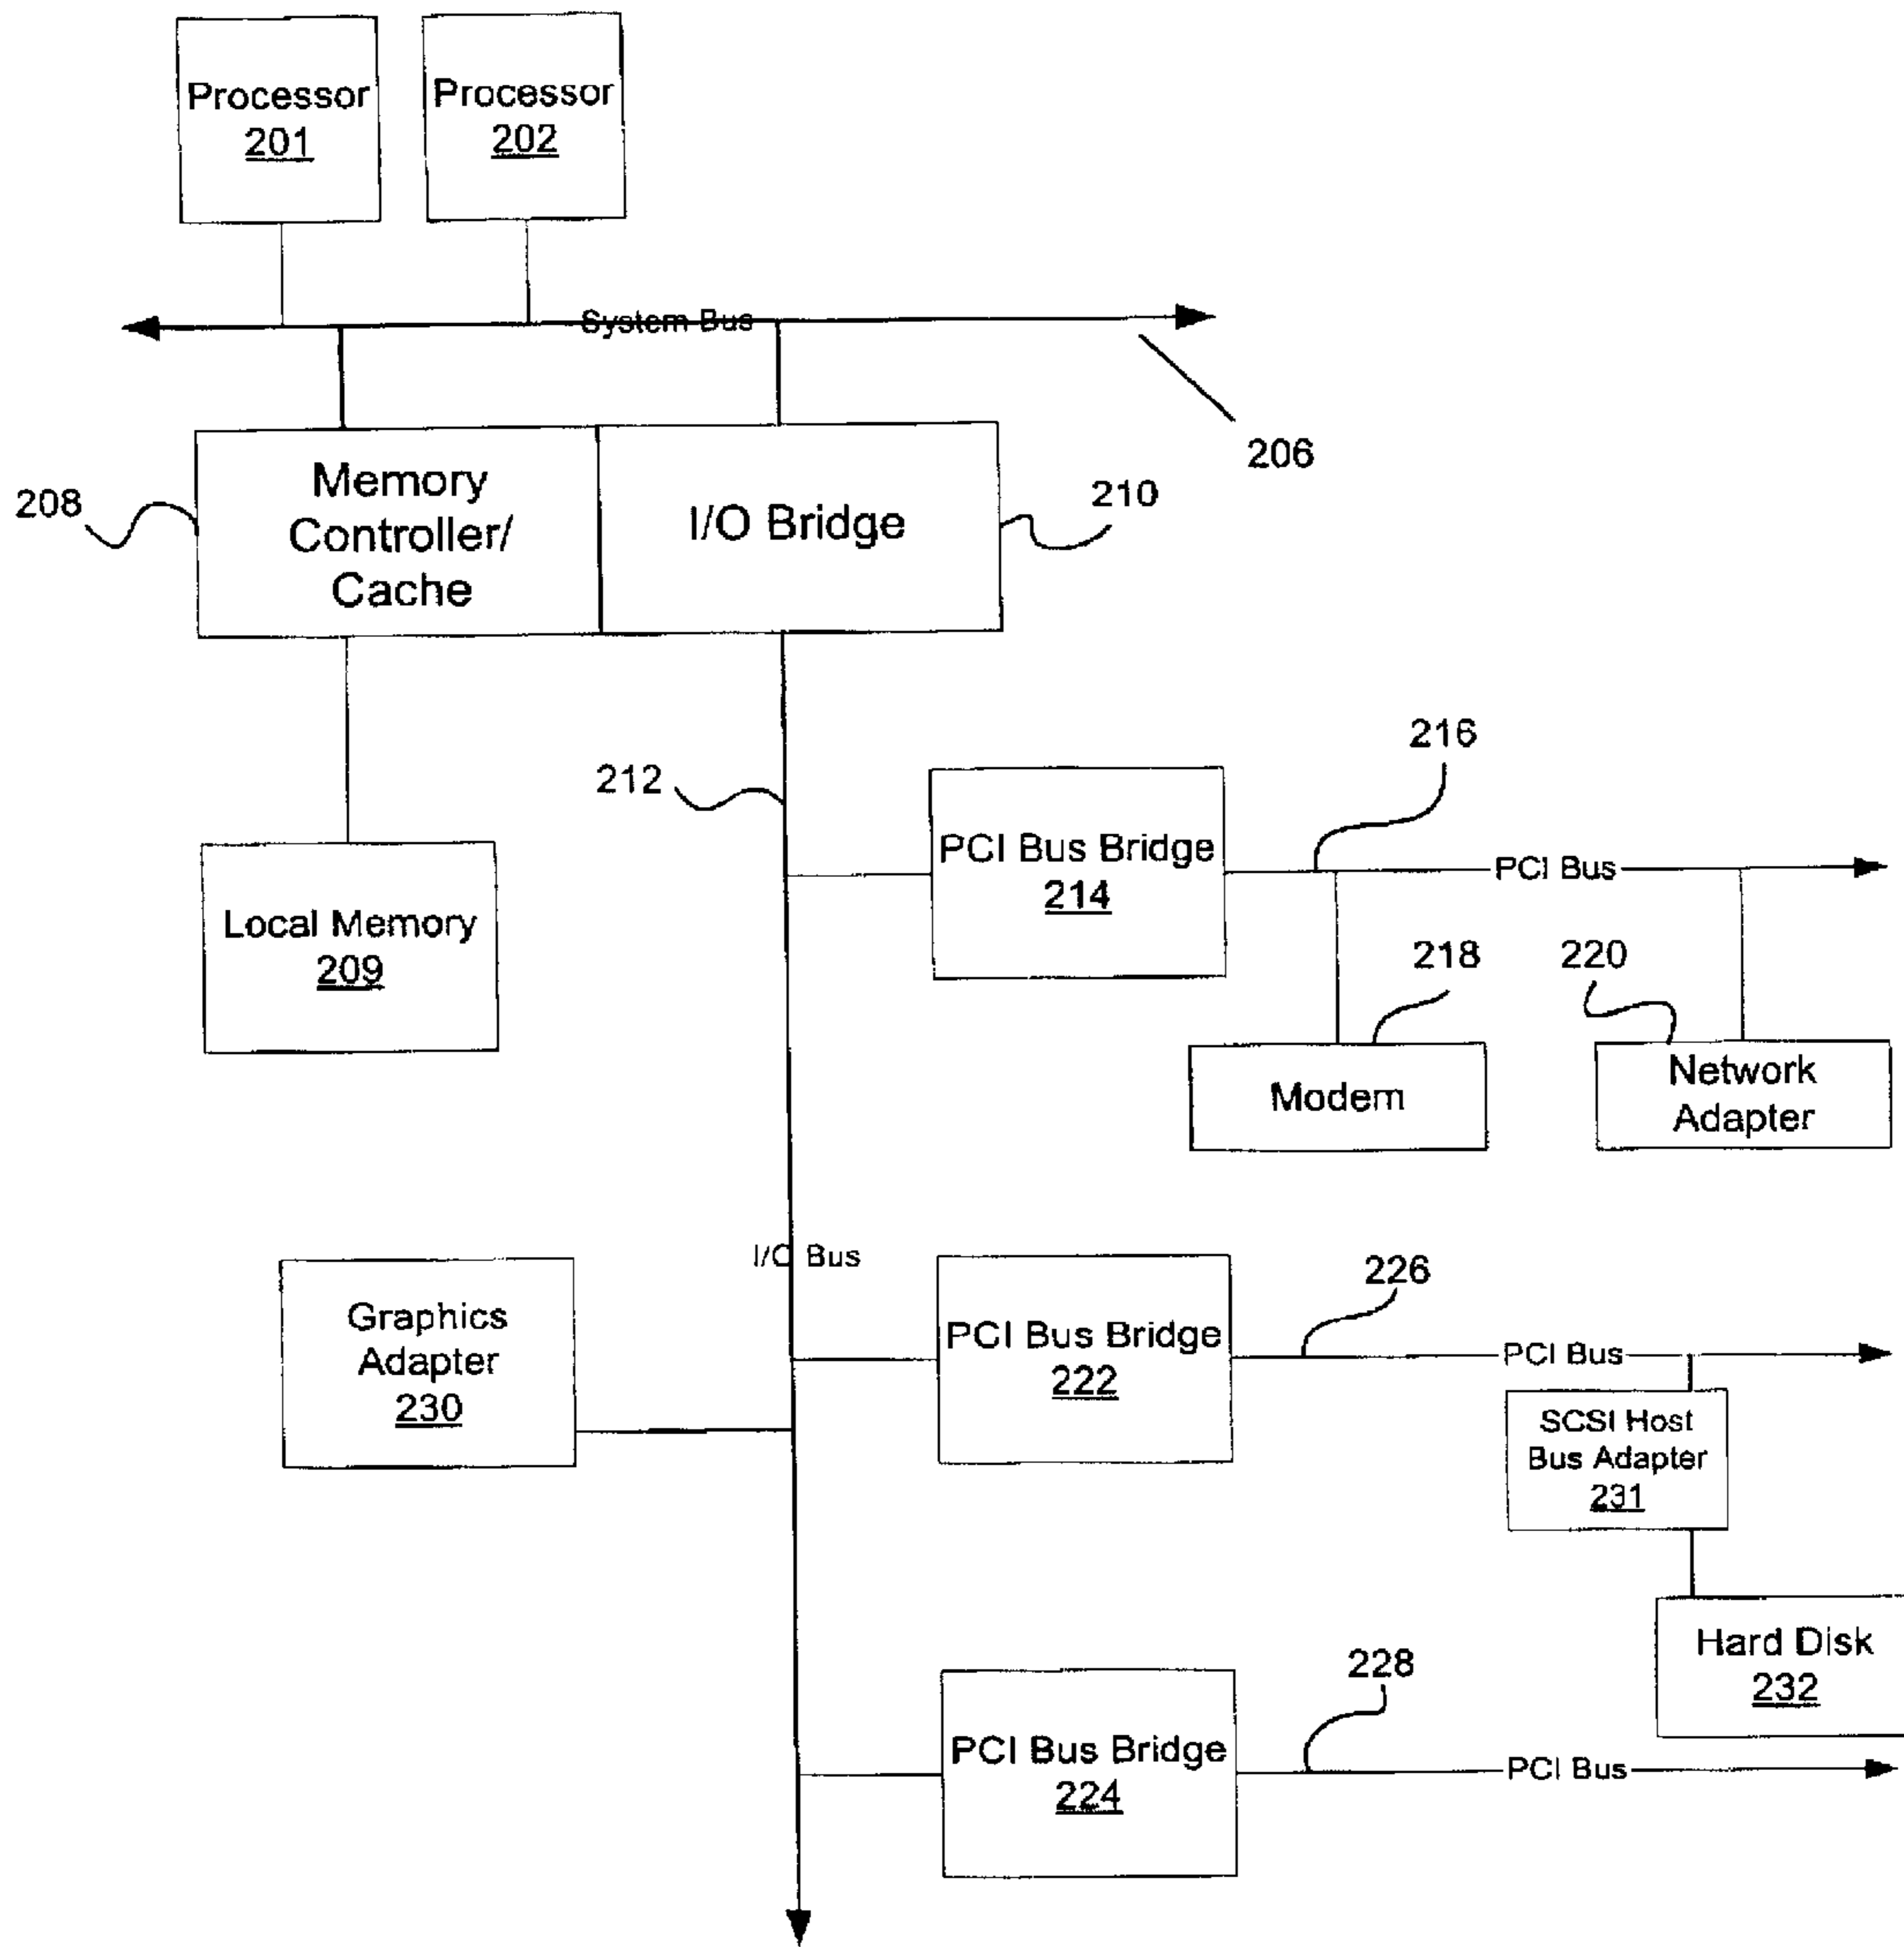 Processor
201
Processor
202
System Bus
206
208
Memory
Controller/
Cache
I/O Bridge
210
212
216
PCI Bus Bridge
214
PCI Bus
Local Memory
209
218
220
Modem
Network
Adapter
I/O Bus
Graphics
Adapter
230
PCI Bus Bridge
222
226
PCI Bus
SCSI Host
Bus Adapter
231
Hard Disk
232
PCI Bus Bridge
224
228
PCI Bus